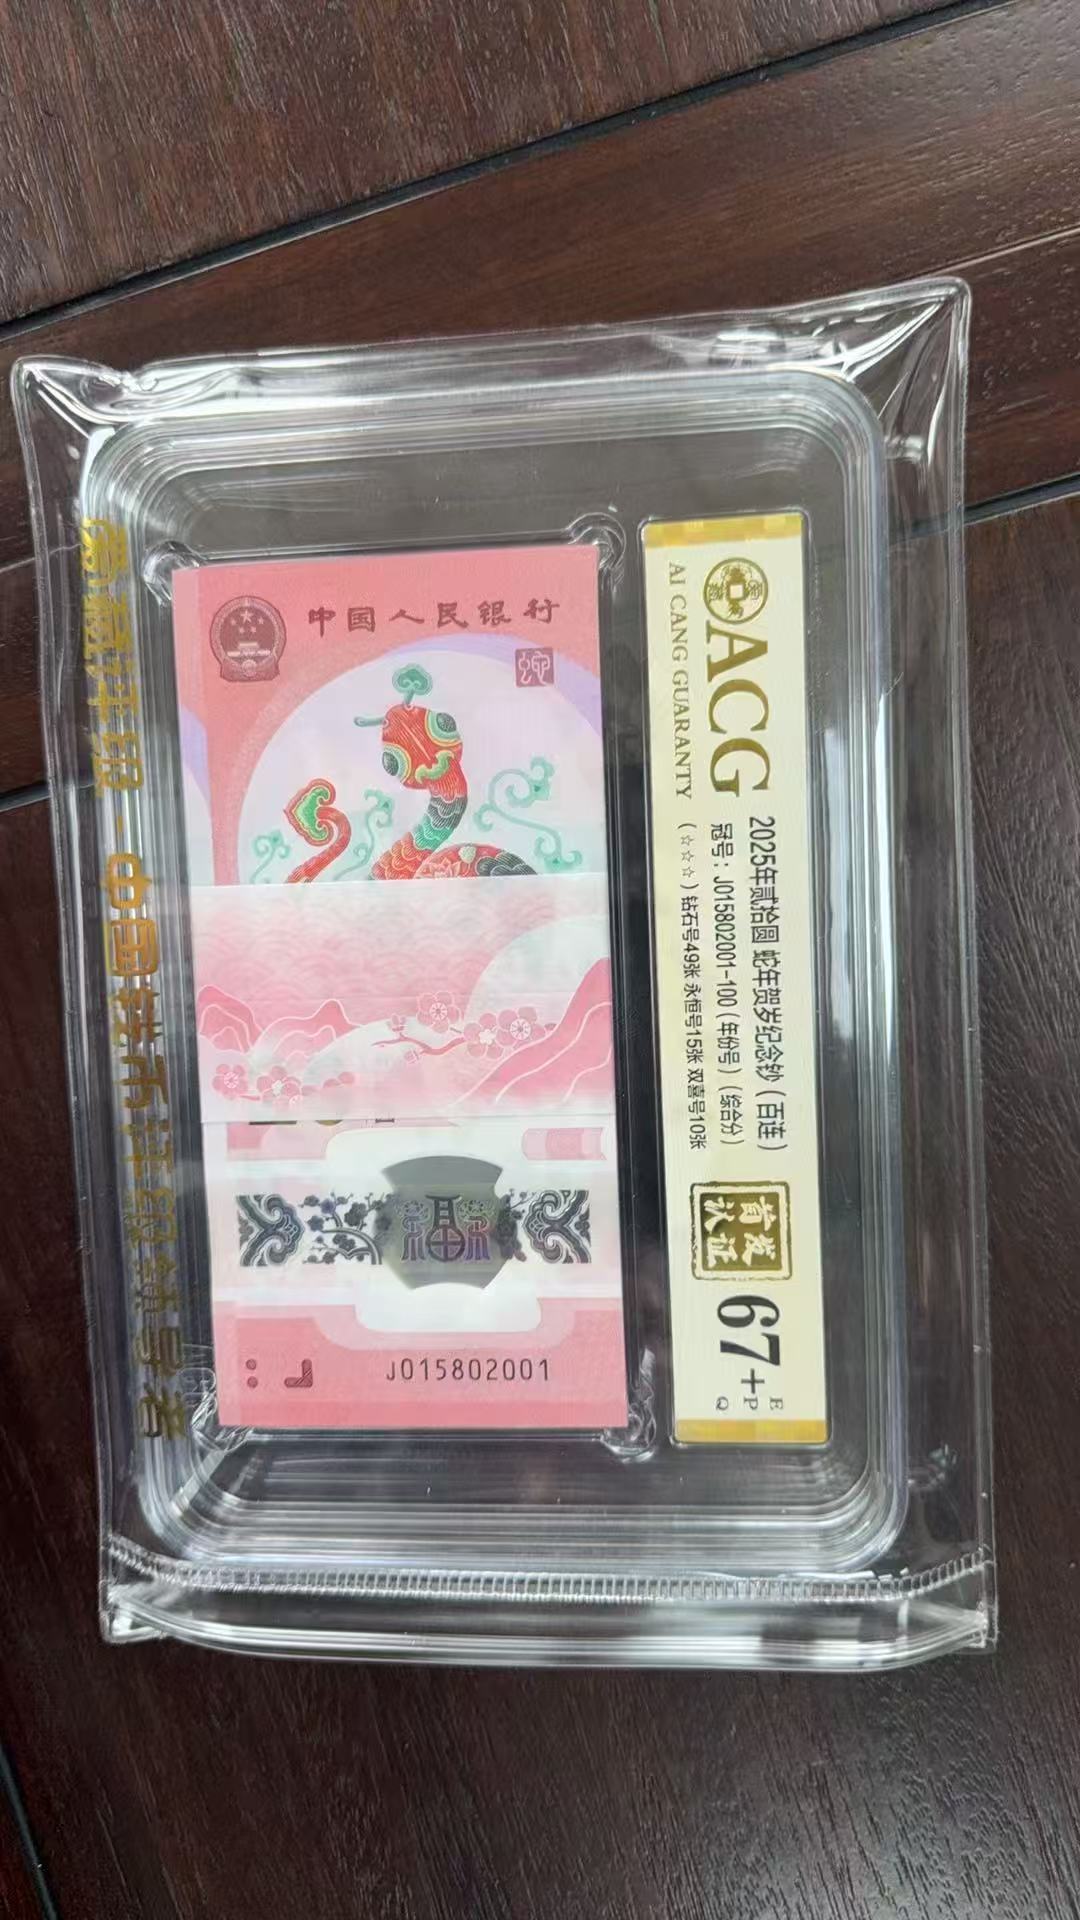 中国人民银行
蛇
福
J015802001
ACG
AI CANG GUARANTY
2025年贰拾圆 蛇年贺岁纪念钞（百连）
冠号：J015802001-100（年份号）（综合分）
（☆☆☆）钻石号49张 永恒号15张 双喜号10张
首发
认证
67+
E
P
Q
爱藏评级-中国钱币评级兼守者